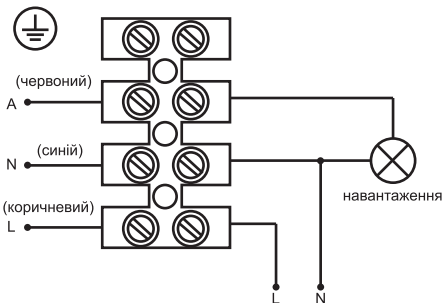 (червоний)
A
(синій)
N
(коричневий)
L
навантаження
L
N